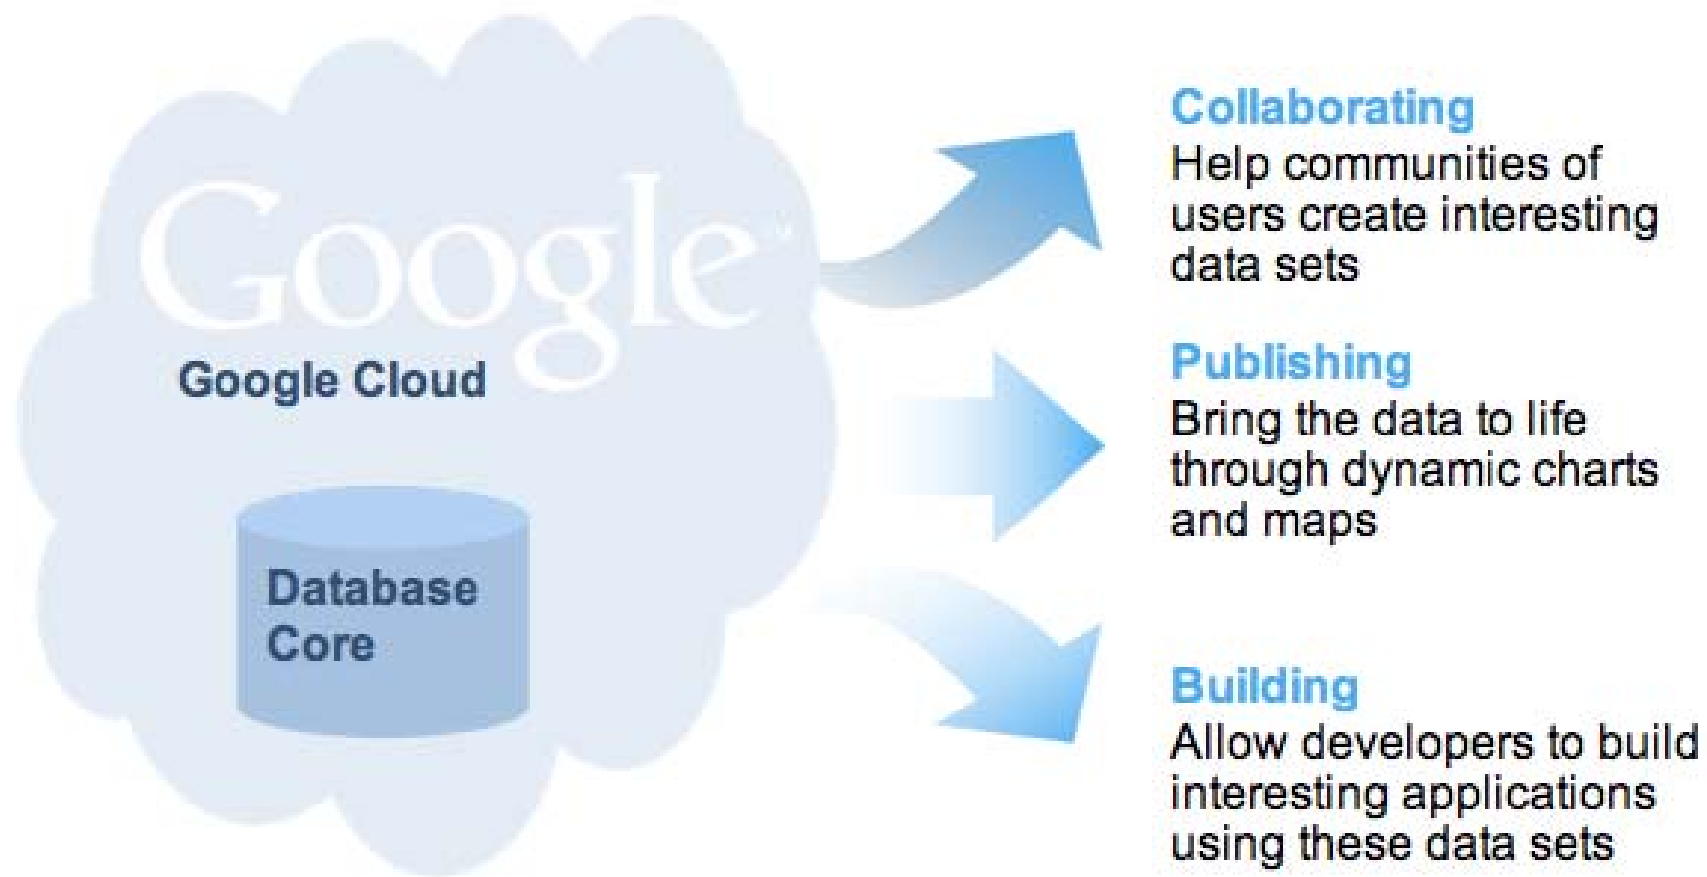 Google
Google Cloud
Database
Core
Collaborating
Help communities of
users create interesting
data sets
Publishing
Bring the data to life
through dynamic charts
and maps
Building
Allow developers to build
interesting applications
using these data sets